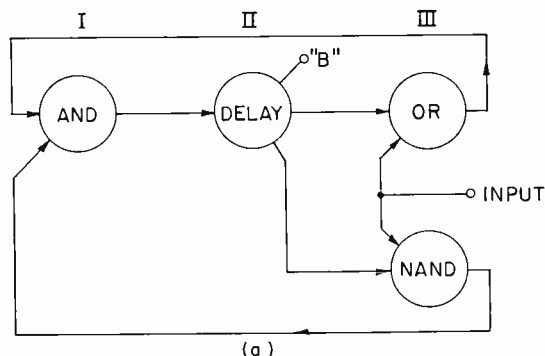 I II III
"B"
AND DELAY OR
INPUT
NAND
(a)